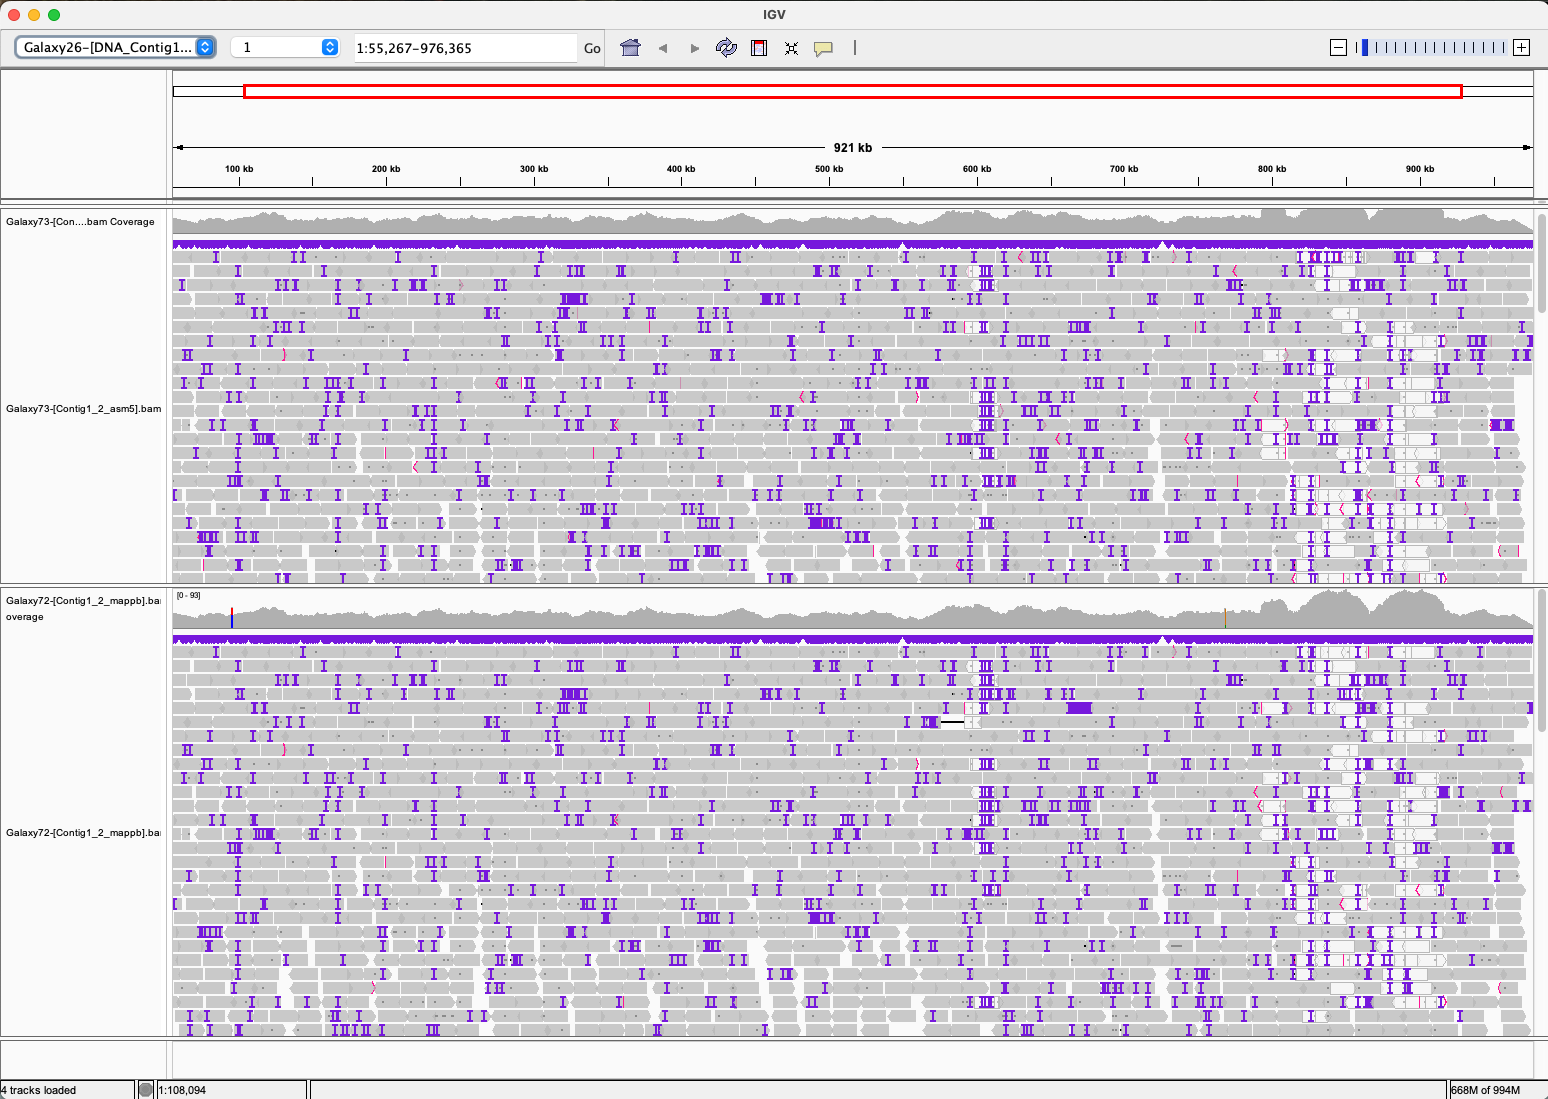 IGV
Galaxy26-[DNA_Contig1... 1 1:55,267-976,365 Go
921 kb
100 kb 200 kb 300 kb 400 kb 500 kb 600 kb 700 kb 800 kb 900 kb
Galaxy73-[Con....bam Coverage
Galaxy73-[Contig1_2_asm5].bam
Galaxy72-[Contig1_2_mappb].ba
overage
[0 - 93]
Galaxy72-[Contig1_2_mappb].ba
4 tracks loaded 1:108,094 668M of 994M